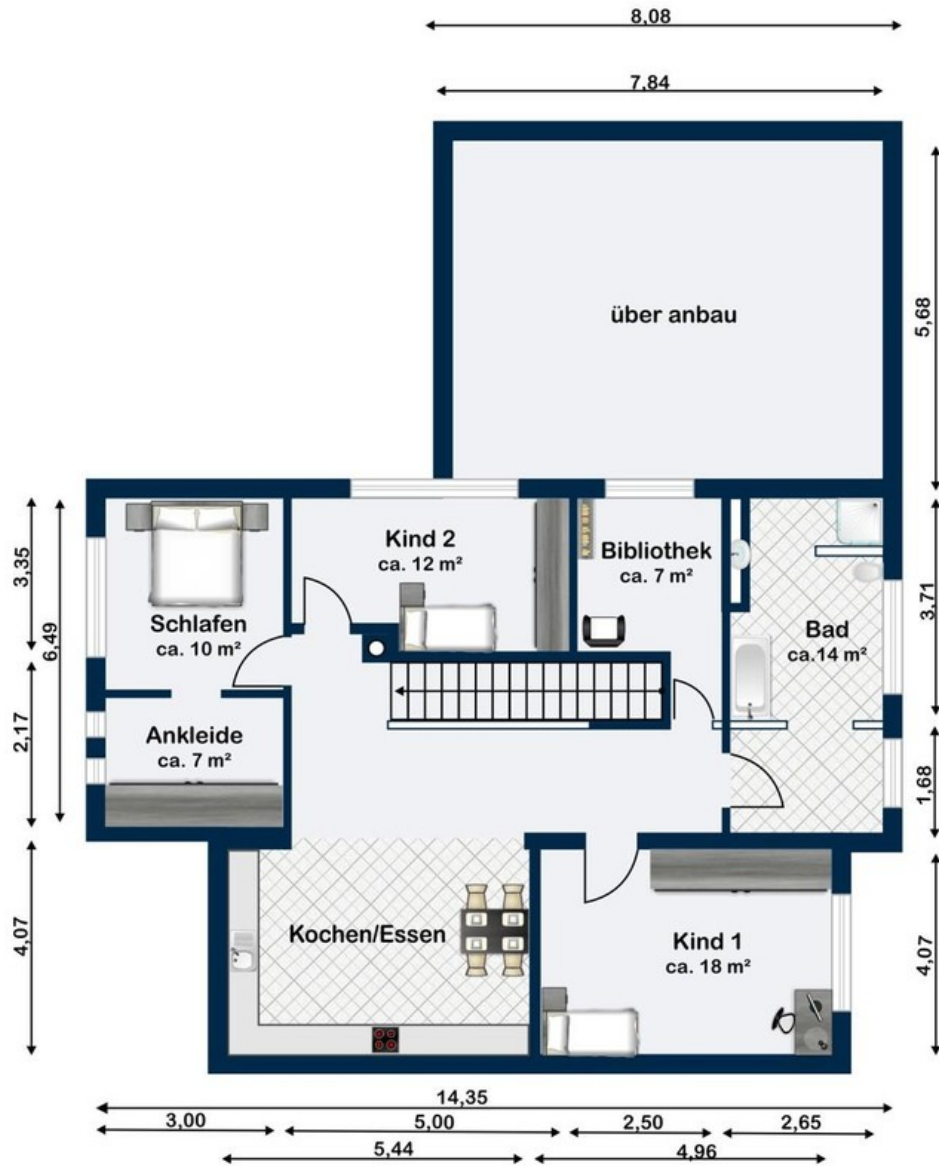 8,08
7,84
5,68
über anbau
3,35
6,49
2,17
4,07
Schlafen
ca. 10 m²
Kind 2
ca. 12 m²
Bibliothek
ca. 7 m²
Bad
ca.14 m²
3,71
1,68
4,07
Ankleide
ca. 7 m²
Kochen/Essen
Kind 1
ca. 18 m²
14,35
3,00
5,00
2,50
2,65
5,44
4,96